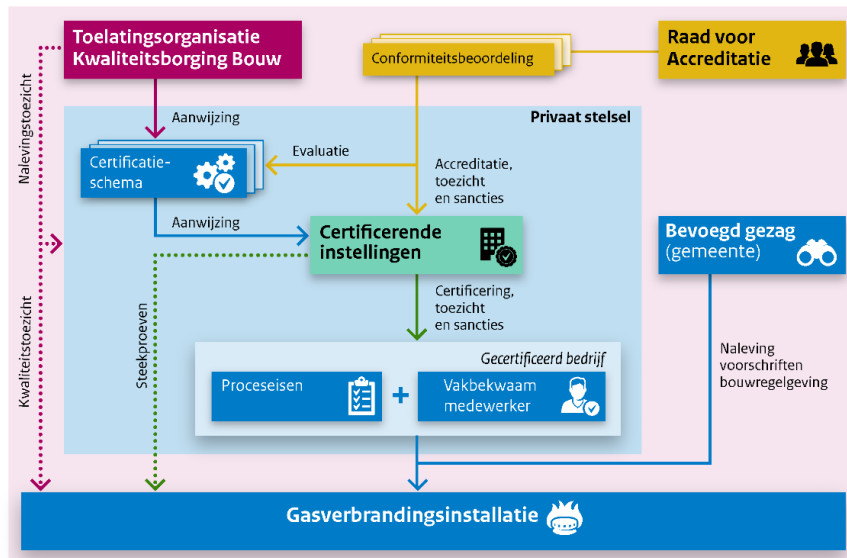 Toelatingsorganisatie
Kwaliteitsborging Bouw
Conformiteitsbeoordeling
Raad voor
Accreditatie
Nalevingstoezicht
Aanwijzing
Privaat stelsel
Evaluatie
Certificatie-
schema
Accreditatie,
toezicht
en sancties
Aanwijzing
Certificerende
instellingen
Bevoegd gezag
(gemeente)
Kwaliteitstoezicht
Steekproeven
Certificering,
toezicht
en sancties
Gecertificeerd bedrijf
Proceseisen
+
Vakbekwaam
medewerker
Naleving
voorschriften
bouwregelgeving
Gasverbrandingsinstallatie